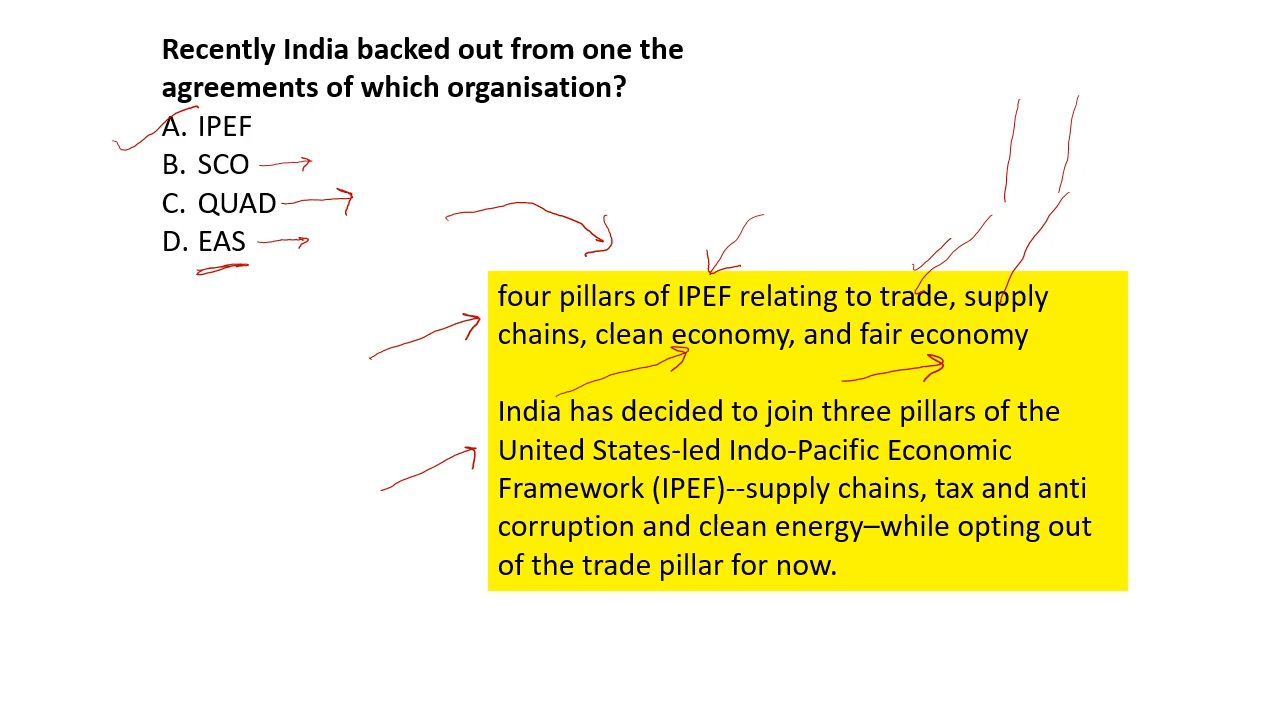 Recently India backed out from one the
agreements of which organisation?
A. IPEF
B. SCO
C. QUAD
D. EAS
four pillars of IPEF relating to trade, supply
chains, clean economy, and fair economy
India has decided to join three pillars of the
United States-led Indo-Pacific Economic
Framework (IPEF)--supply chains, tax and anti
corruption and clean energy–while opting out
of the trade pillar for now.